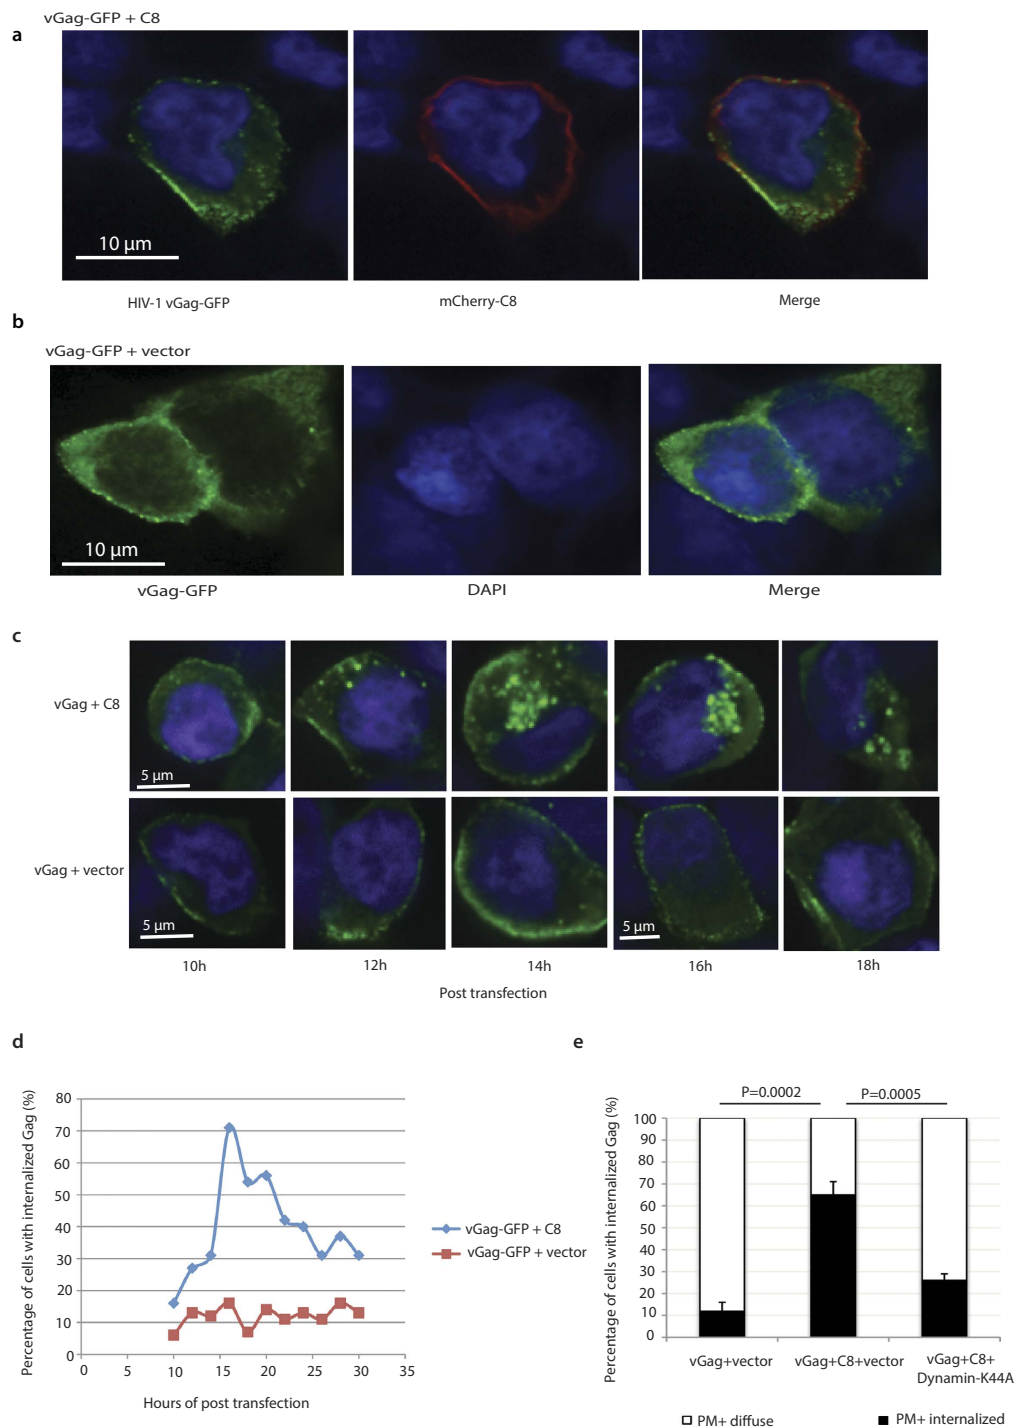 vGag-GFP + C8
a
10 µm
HIV-1 vGag-GFP
mCherry-C8
Merge
b
vGag-GFP + vector
10 µm
vGag-GFP
DAPI
Merge
c
vGag + C8
5 µm
vGag + vector
5 µm
5 µm
10h
12h
14h
16h
18h
Post transfection
d
Percentage of cells with internalized Gag (%)
80
70
60
50
40
30
20
10
0
0
5
10
15
20
25
30
35
Hours of post transfection
vGag-GFP + C8
vGag-GFP + vector
e
P=0.0002
P=0.0005
Percentage of cells with internalized Gag (%)
100
90
80
70
60
50
40
30
20
10
0
vGag+vector
vGag+C8+vector
vGag+C8+
Dynamin-K44A
PM+ diffuse
PM+ internalized